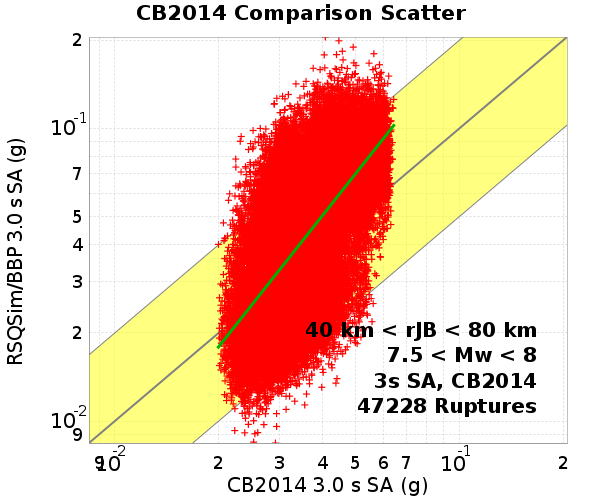 CB2014 Comparison Scatter
RSQSim/BBP 3.0 s SA (g)
2
10-1
7
5
4
3
2
10-2
9
40 km < rJB < 80 km
7.5 < Mw < 8
3s SA, CB2014
47228 Ruptures
9 10-2 2 3 4 5 6 7 10-1 2
CB2014 3.0 s SA (g)